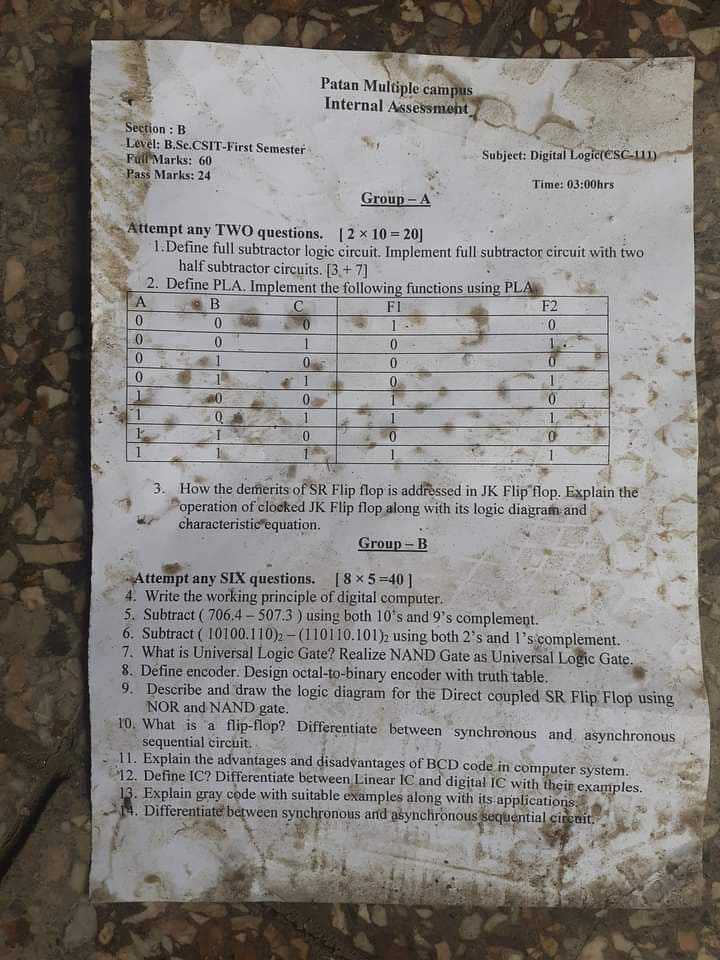 Patan Multiple campus
Internal Assessment
Section : B
Level: B.Sc.CSIT-First Semester
Subject: Digital Logic(CSC-111)
Full Marks: 60
Pass Marks: 24
Time: 03:00hrs
Group – A
Attempt any TWO questions. [ 2 × 10 = 20]
1.Define full subtractor logic circuit. Implement full subtractor circuit with two
half subtractor circuits. [3 + 7]
2. Define PLA. Implement the following functions using PLA
A B C F1 F2
0 0 0 1 0
0 0 1 0 1
0 1 0 0 0
0 1 1 0 1
1 0 0 1 0
1 0 1 1 1
1 1 0 0 0
1 1 1 1 1
3. How the demerits of SR Flip flop is addressed in JK Flip flop. Explain the
operation of clocked JK Flip flop along with its logic diagram and
characteristic equation.
Group – B
Attempt any SIX questions. [ 8 × 5 =40 ]
4. Write the working principle of digital computer.
5. Subtract ( 706.4 – 507.3 ) using both 10's and 9's complement.
6. Subtract ( 10100.110)₂ – (110110.101)₂ using both 2's and 1's complement.
7. What is Universal Logic Gate? Realize NAND Gate as Universal Logic Gate.
8. Define encoder. Design octal-to-binary encoder with truth table.
9. Describe and draw the logic diagram for the Direct coupled SR Flip Flop using
NOR and NAND gate.
10. What is a flip-flop? Differentiate between synchronous and asynchronous
sequential circuit.
11. Explain the advantages and disadvantages of BCD code in computer system.
12. Define IC? Differentiate between Linear IC and digital IC with their examples.
13. Explain gray code with suitable examples along with its applications.
14. Differentiate between synchronous and asynchronous sequential circuit.